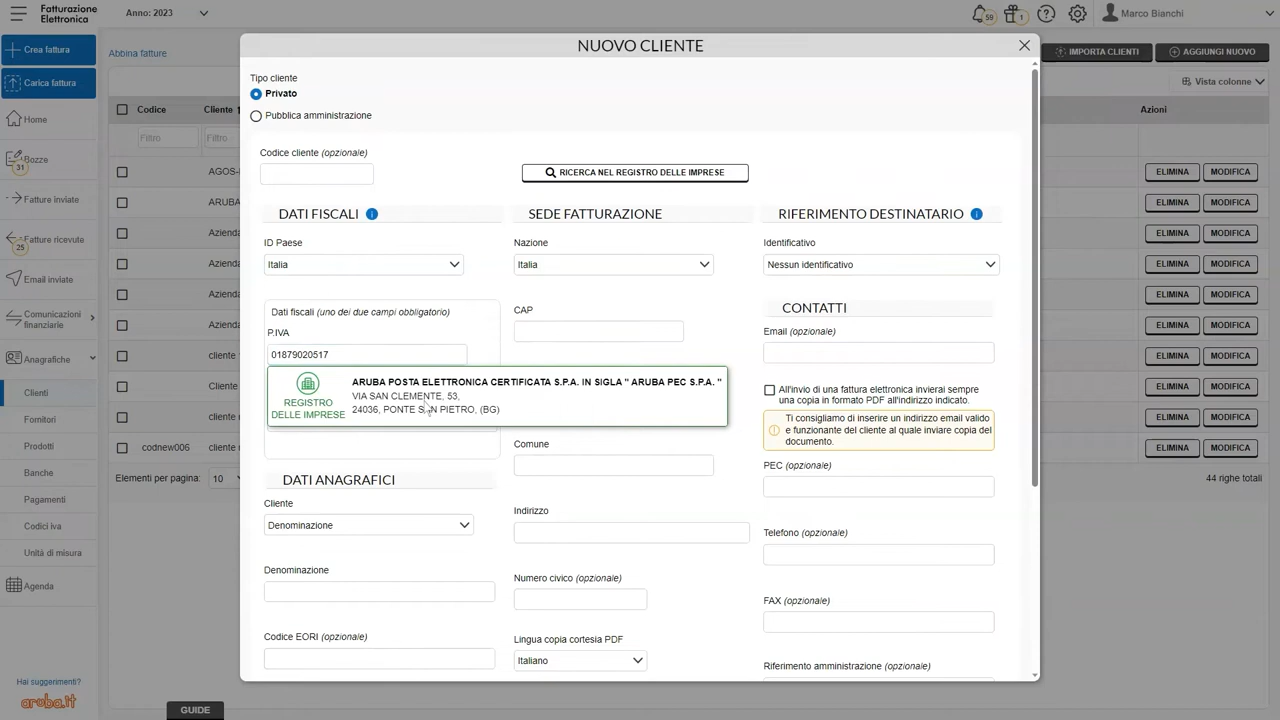 Fatturazione
Elettronica
Anno: 2023
59
1
Marco Bianchi
Crea fattura
Carica fattura
Home
Bozze
31
Fatture inviate
Fatture ricevute
25
Email inviate
Comunicazioni
finanziarie
Anagrafiche
Clienti
Fornitori
Prodotti
Banche
Pagamenti
Codici iva
Unità di misura
Agenda
Hai suggerimenti?
aruba.it
GUIDE
Abbina fatture
IMPORTA CLIENTI
AGGIUNGI NUOVO
Vista colonne
Codice
Cliente
Azioni
Filtro
Filtro
AGOS-
ELIMINA MODIFICA
ARUB
ELIMINA MODIFICA
Azienda
ELIMINA MODIFICA
Azienda
ELIMINA MODIFICA
Azienda
ELIMINA MODIFICA
cliente
ELIMINA MODIFICA
cliente
ELIMINA MODIFICA
cliente
ELIMINA MODIFICA
cliente
ELIMINA MODIFICA
codnew006 cliente
ELIMINA MODIFICA
Elementi per pagina: 10
44 righe totali
NUOVO CLIENTE
Tipo cliente
Privato
Pubblica amministrazione
Codice cliente (opzionale)
RICERCA NEL REGISTRO DELLE IMPRESE
DATI FISCALI
ID Paese
Italia
Dati fiscali (uno dei due campi obbligatorio)
P.IVA
01879020517
REGISTRO
DELLE IMPRESE
ARUBA POSTA ELETTRONICA CERTIFICATA S.P.A. IN SIGLA " ARUBA PEC S.P.A. "
VIA SAN CLEMENTE, 53,
24036, PONTE SAN PIETRO, (BG)
DATI ANAGRAFICI
Cliente
Denominazione
Denominazione
Codice EORI (opzionale)
SEDE FATTURAZIONE
Nazione
Italia
CAP
Comune
Indirizzo
Numero civico (opzionale)
Lingua copia cortesia PDF
Italiano
RIFERIMENTO DESTINATARIO
Identificativo
Nessun identificativo
CONTATTI
Email (opzionale)
All'invio di una fattura elettronica invierai sempre
una copia in formato PDF all'indirizzo indicato.
Ti consigliamo di inserire un indirizzo email valido
e funzionante del cliente al quale inviare copia del
documento.
PEC (opzionale)
Telefono (opzionale)
FAX (opzionale)
Riferimento amministrazione (opzionale)